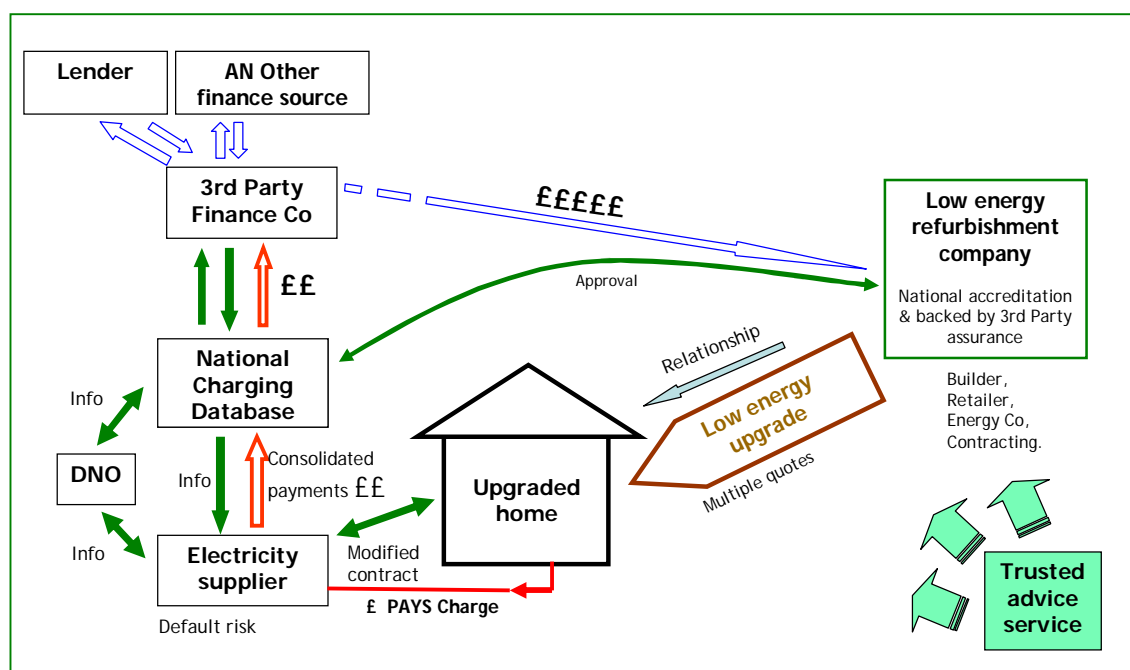 Lender
AN Other
finance source
3rd Party
Finance Co
£££££
Low energy
refurbishment
company
National accreditation
& backed by 3rd Party
assurance
££
Approval
Relationship
National
Charging
Database
Info
Low energy
upgrade
Multiple quotes
Builder,
Retailer,
Energy Co,
Contracting.
DNO
Info
Consolidated
payments ££
Upgraded
home
Info
Electricity
supplier
Modified
contract
£ PAYS Charge
Default risk
Trusted
advice
service